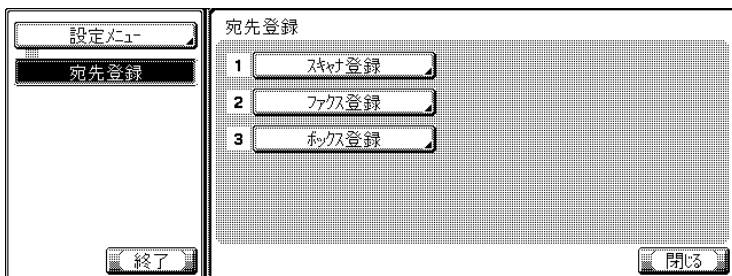 設定ﾒﾆｭｰ
宛先登録
終了
宛先登録
1 ｽｷｬﾅ登録
2 ﾌｧｸｽ登録
3 ﾎﾞｯｸｽ登録
閉じる